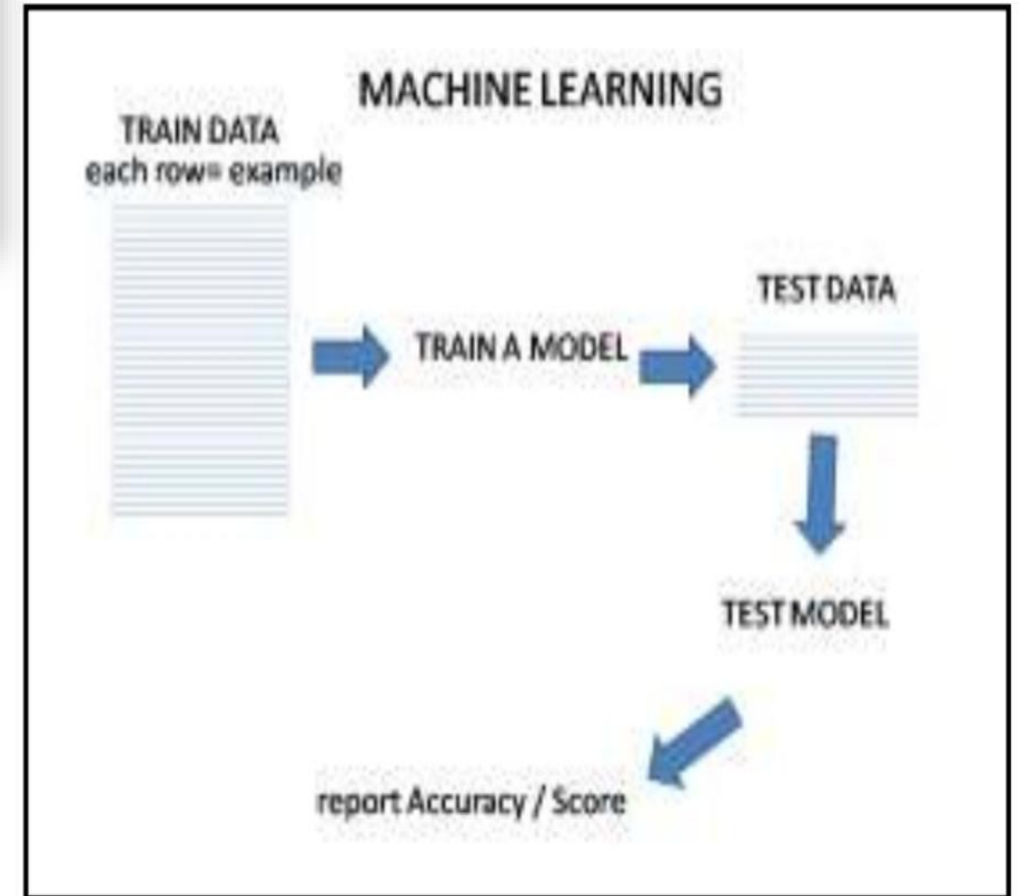 MACHINE LEARNING
TRAIN DATA
each row= example
TRAIN A MODEL
TEST DATA
TEST MODEL
report Accuracy / Score